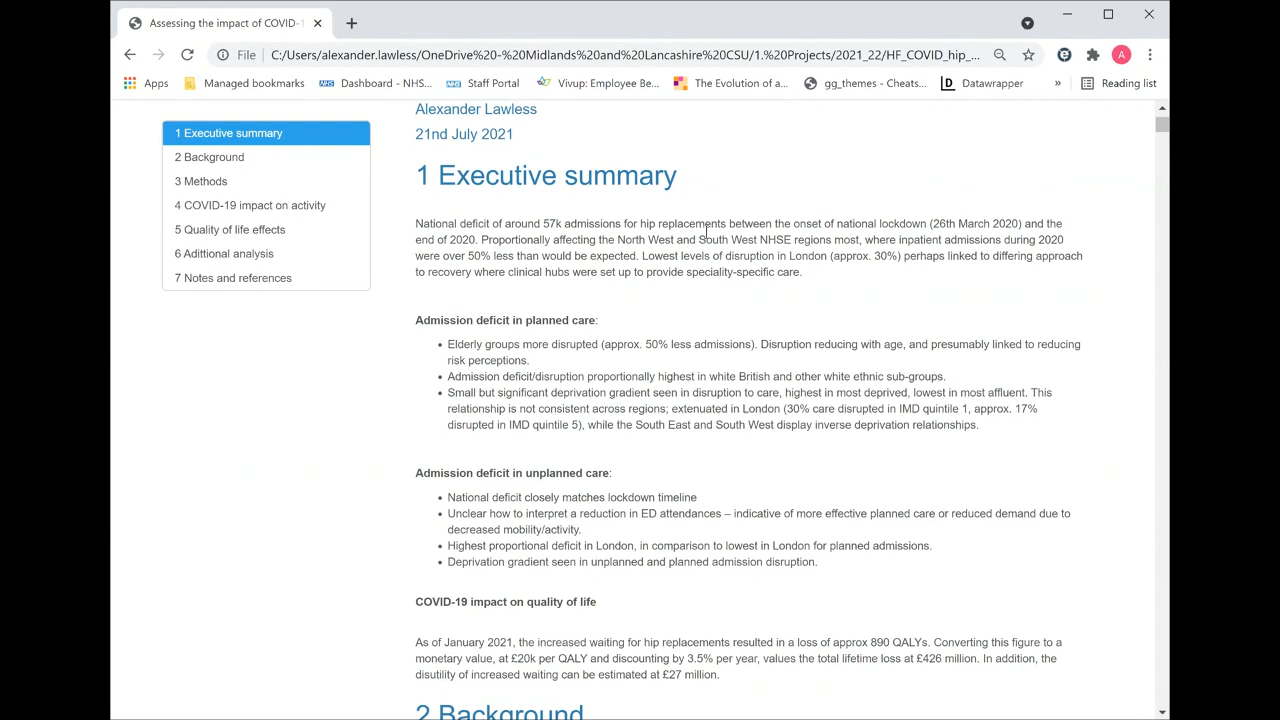 Assessing the impact of COVID-1
File
C:/Users/alexander.lawless/OneDrive%20-%20Midlands%20and%20Lancashire%20CSU/1.%20Projects/2021_22/HF_COVID_hip_...
A
Apps
Managed bookmarks
Dashboard - NHS...
Staff Portal
Vivup: Employee Be...
The Evolution of a...
gg_themes - Cheats...
D
Datawrapper
»
Reading list
1 Executive summary
2 Background
3 Methods
4 COVID-19 impact on activity
5 Quality of life effects
6 Adittional analysis
7 Notes and references
Alexander Lawless
21nd July 2021
1 Executive summary
National deficit of around 57k admissions for hip replacements between the onset of national lockdown (26th March 2020) and the
end of 2020. Proportionally affecting the North West and South West NHSE regions most, where inpatient admissions during 2020
were over 50% less than would be expected. Lowest levels of disruption in London (approx. 30%) perhaps linked to differing approach
to recovery where clinical hubs were set up to provide speciality-specific care.
Admission deficit in planned care:
• Elderly groups more disrupted (approx. 50% less admissions). Disruption reducing with age, and presumably linked to reducing
risk perceptions.
• Admission deficit/disruption proportionally highest in white British and other white ethnic sub-groups.
• Small but significant deprivation gradient seen in disruption to care, highest in most deprived, lowest in most affluent. This
relationship is not consistent across regions; extenuated in London (30% care disrupted in IMD quintile 1, approx. 17%
disrupted in IMD quintile 5), while the South East and South West display inverse deprivation relationships.
Admission deficit in unplanned care:
• National deficit closely matches lockdown timeline
• Unclear how to interpret a reduction in ED attendances – indicative of more effective planned care or reduced demand due to
decreased mobility/activity.
• Highest proportional deficit in London, in comparison to lowest in London for planned admissions.
• Deprivation gradient seen in unplanned and planned admission disruption.
COVID-19 impact on quality of life
As of January 2021, the increased waiting for hip replacements resulted in a loss of approx 890 QALYs. Converting this figure to a
monetary value, at £20k per QALY and discounting by 3.5% per year, values the total lifetime loss at £426 million. In addition, the
disutility of increased waiting can be estimated at £27 million.
2 Background